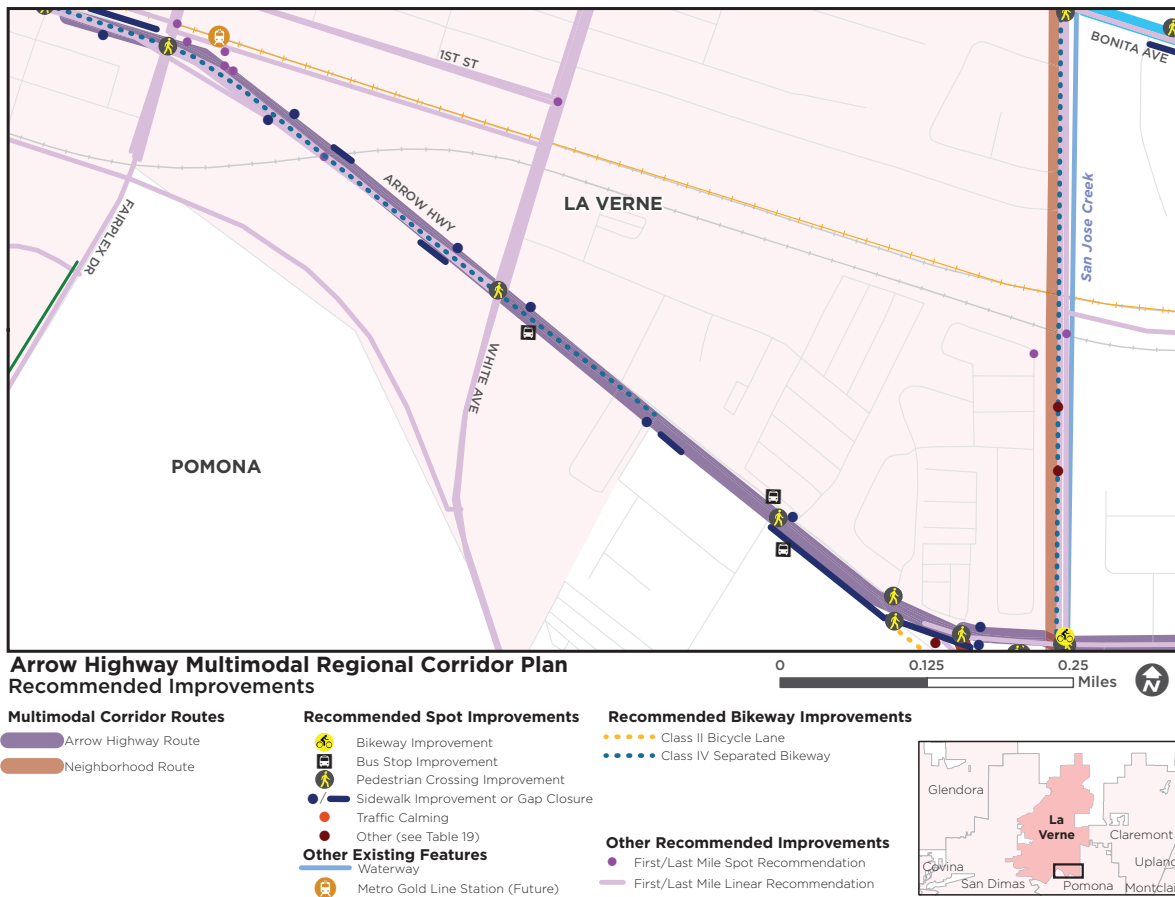 BONITA AVE
1ST ST
San Jose Creek
ARROW HWY
LA VERNE
FAIRPLEX DR
WHITE AVE
POMONA
Arrow Highway Multimodal Regional Corridor Plan
Recommended Improvements
0 0.125 0.25
Miles
N
Multimodal Corridor Routes
Arrow Highway Route
Neighborhood Route
Recommended Spot Improvements
Bikeway Improvement
Bus Stop Improvement
Pedestrian Crossing Improvement
/ Sidewalk Improvement or Gap Closure
Traffic Calming
Other (see Table 19)
Other Existing Features
Waterway
Metro Gold Line Station (Future)
Recommended Bikeway Improvements
Class II Bicycle Lane
Class IV Separated Bikeway
Other Recommended Improvements
First/Last Mile Spot Recommendation
First/Last Mile Linear Recommendation
Glendora
La
Verne
Claremont
Upland
Covina
San Dimas
Pomona
Montclai